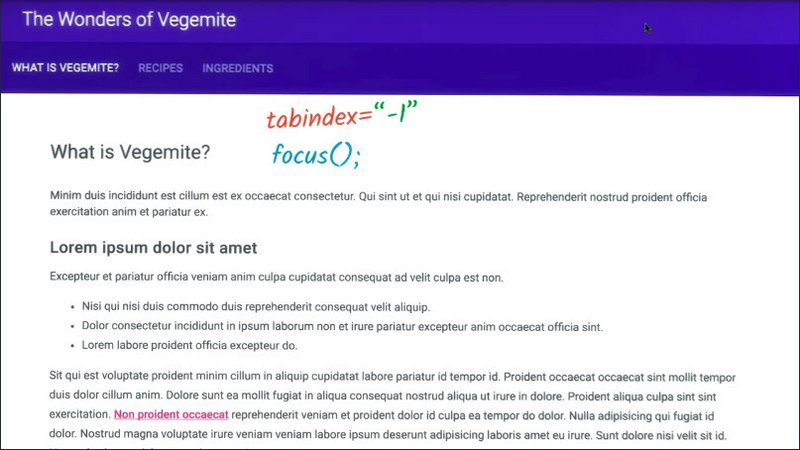 The Wonders of Vegemite
WHAT IS VEGEMITE? RECIPES INGREDIENTS
tabindex=“-1”
What is Vegemite?
focus();
Minim duis incididunt est cillum est ex occaecat consectetur. Qui sint ut et qui nisi cupidatat. Reprehenderit nostrud proident officia
exercitation anim et pariatur ex.
Lorem ipsum dolor sit amet
Excepteur et pariatur officia veniam anim culpa cupidatat consequat ad velit culpa est non.
• Nisi qui nisi duis commodo duis reprehenderit consequat velit aliquip.
• Dolor consectetur incididunt in ipsum laborum non et irure pariatur excepteur anim occaecat officia sint.
• Lorem labore proident officia excepteur do.
Sit qui est voluptate proident minim cillum in aliquip cupidatat labore pariatur id tempor id. Proident occaecat occaecat sint mollit tempor
duis dolor cillum anim. Dolore sunt ea mollit fugiat in aliqua consequat nostrud aliqua ut irure in dolore. Proident aliqua culpa sint sint
exercitation. Non proident occaecat reprehenderit veniam et proident dolor id culpa ea tempor do dolor. Nulla adipisicing qui fugiat id
dolor. Nostrud magna voluptate irure veniam veniam labore ipsum deserunt adipisicing laboris amet eu irure. Sunt dolore nisi velit sit id.